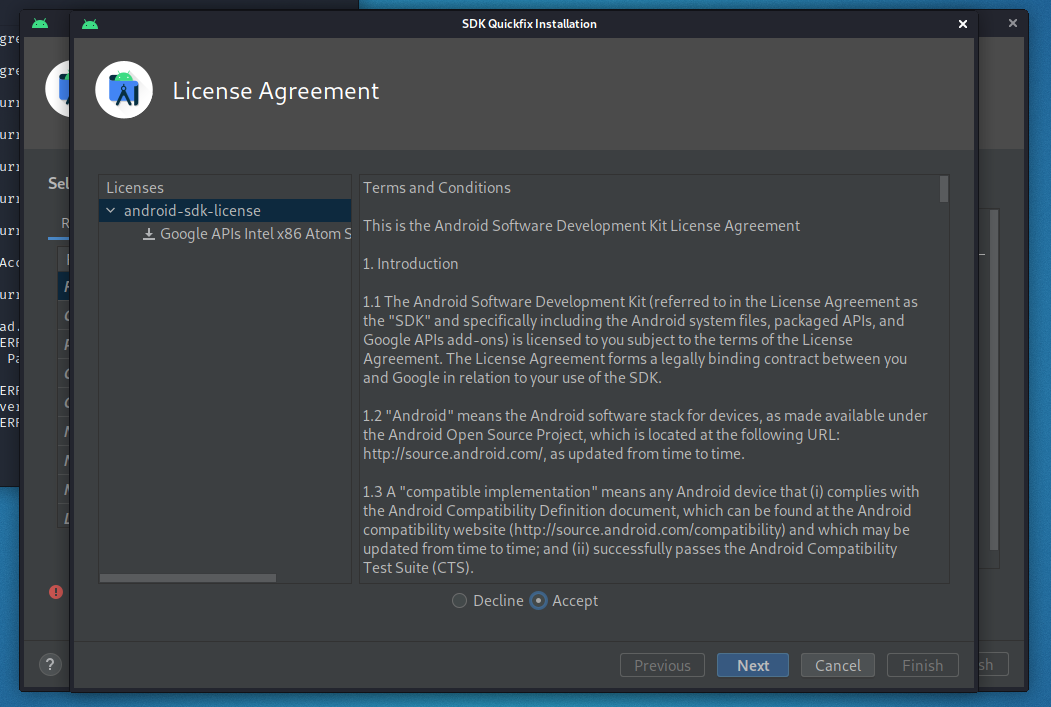 SDK Quickfix Installation
License Agreement
Licenses
android-sdk-license
Google APIs Intel x86 Atom S
Terms and Conditions
This is the Android Software Development Kit License Agreement
1. Introduction
1.1 The Android Software Development Kit (referred to in the License Agreement as
the "SDK" and specifically including the Android system files, packaged APIs, and
Google APIs add-ons) is licensed to you subject to the terms of the License
Agreement. The License Agreement forms a legally binding contract between you
and Google in relation to your use of the SDK.
1.2 "Android" means the Android software stack for devices, as made available under
the Android Open Source Project, which is located at the following URL:
http://source.android.com/, as updated from time to time.
1.3 A "compatible implementation" means any Android device that (i) complies with
the Android Compatibility Definition document, which can be found at the Android
compatibility website (http://source.android.com/compatibility) and which may be
updated from time to time; and (ii) successfully passes the Android Compatibility
Test Suite (CTS).
Decline Accept
? Previous Next Cancel Finish sh